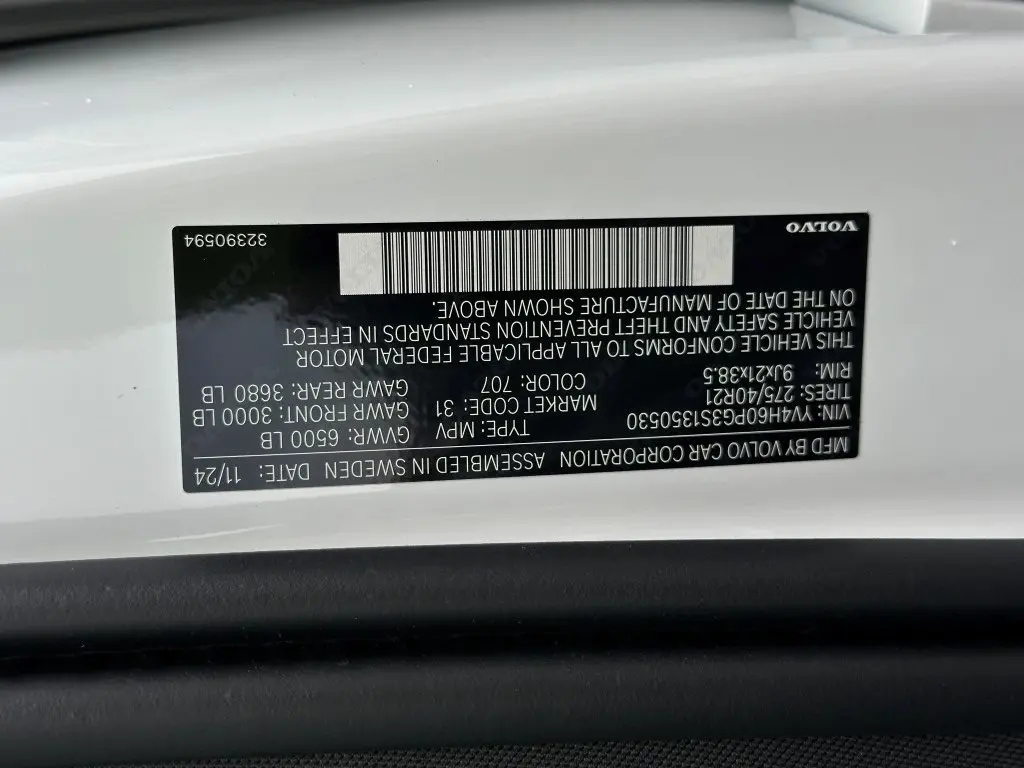 MFD BY VOLVO CAR CORPORATION ASSEMBLED IN SWEDEN DATE: 11/24
VIN: YV4H60PG3S1350530 TYPE: MPV GVWR: 6500 LB
TIRES: 275/40R21 MARKET CODE: 31 GAWR FRONT: 3000 LB
RIM: 9Jx21x38.5 COLOR: 707 GAWR REAR: 3680 LB
THIS VEHICLE CONFORMS TO ALL APPLICABLE FEDERAL MOTOR
VEHICLE SAFETY AND THEFT PREVENTION STANDARDS IN EFFECT
ON THE DATE OF MANUFACTURE SHOWN ABOVE.
VOLVO 32390594